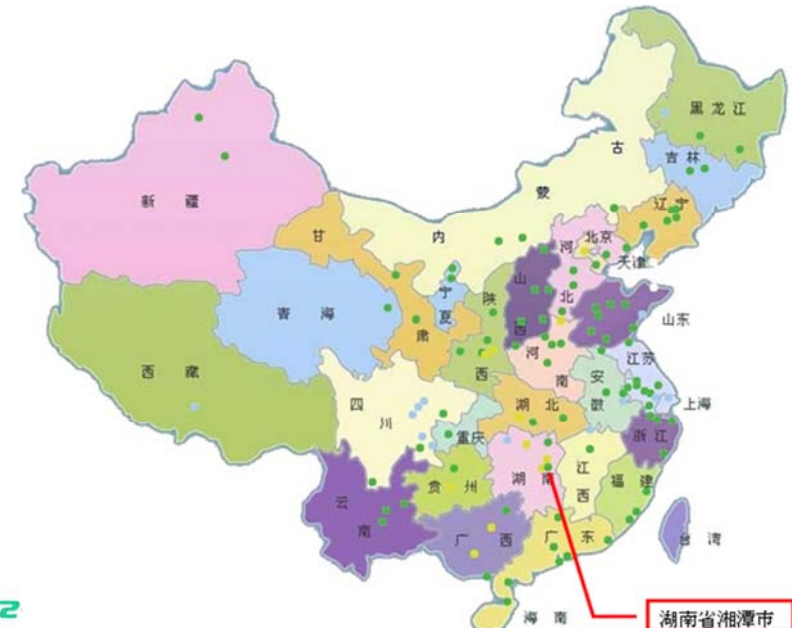 黑龙江
吉林
辽宁
古
蒙
内
新疆
甘
肃
北京
河
北
天津
宁
夏
陕
西
山
西
青海
山东
西藏
河
南
江苏
安
徽
上海
四
川
湖北
重庆
浙江
湖南
江
西
贵州
福建
云
南
广西
广东
台湾
海南
湖南省湘潭市